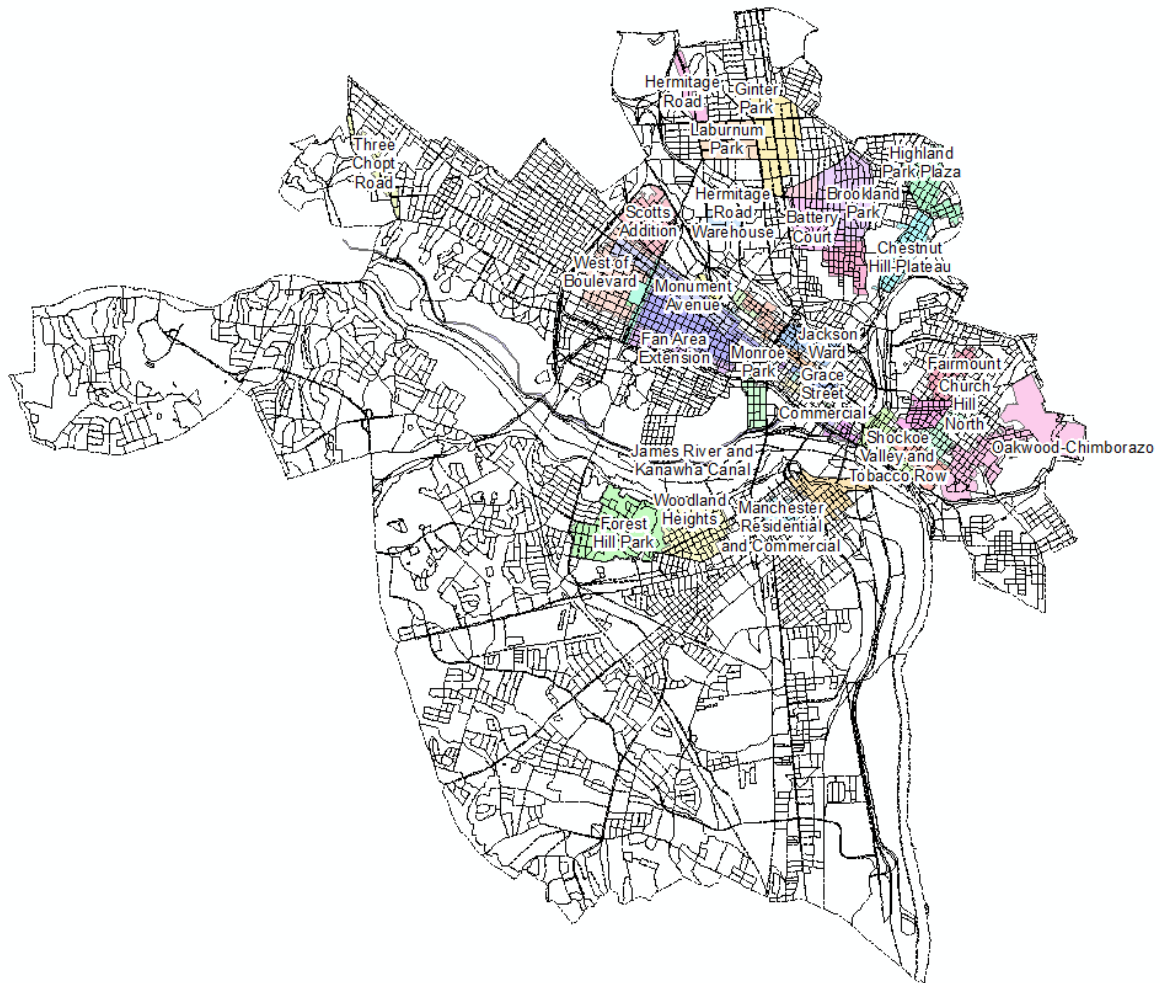 Hermitage
Road
Ginter
Park
Laburnum
Park
Three
Chopt
Road
Highland
Park Plaza
Hermitage
Road
Warehouse
Brookland
Park
Battery
Court
Scotts
Addition
Chestnut
Hill-Plateau
West of
Boulevard
Monument
Avenue
Fan Area
Extension
Monroe
Park
Jackson
Ward
Grace
Street
Commercial
Fairmount
Church
Hill
North
Oakwood-Chimborazo
Shockoe
Valley and
Tobacco Row
James River and
Kanawha Canal
Woodland
Heights
Forest
Hill Park
Manchester
Residential
and Commercial